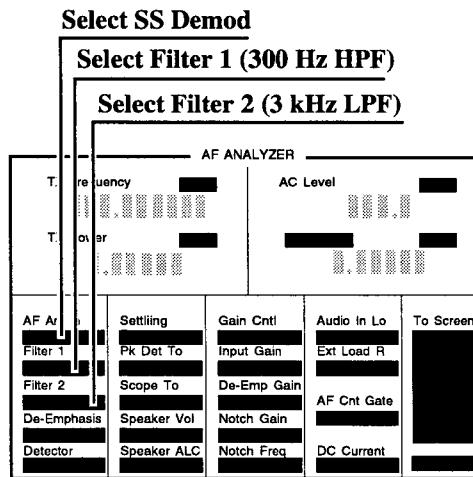 Select SS Demod
Select Filter 1 (300 Hz HPF)
Select Filter 2 (3 kHz LPF)
AF ANALYZER
Frequency
AC Level
Power
AF
Settliing
Gain Cntl
Audio In Lo
To Screen
Filter 1
Pk Det To
Input Gain
Ext Load R
Filter 2
Scope To
De-Emp Gain
AF Cnt Gate
De-Emphasis
Speaker Vol
Notch Gain
Detector
Speaker ALC
Notch Freq
DC Current